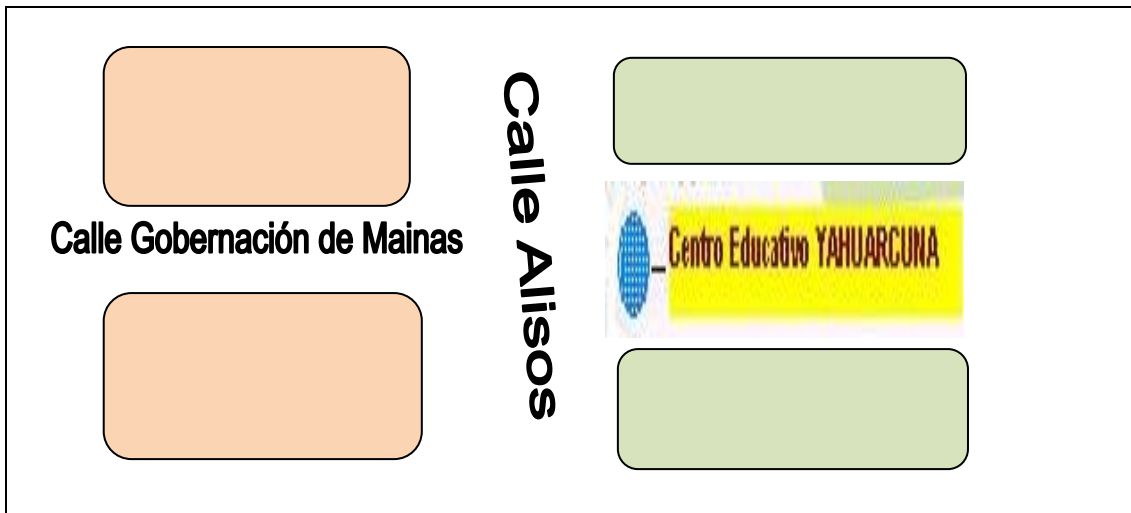 Calle Gobernación de Mainas
Calle Alisos
Centro Educativo YAHUARCUNA